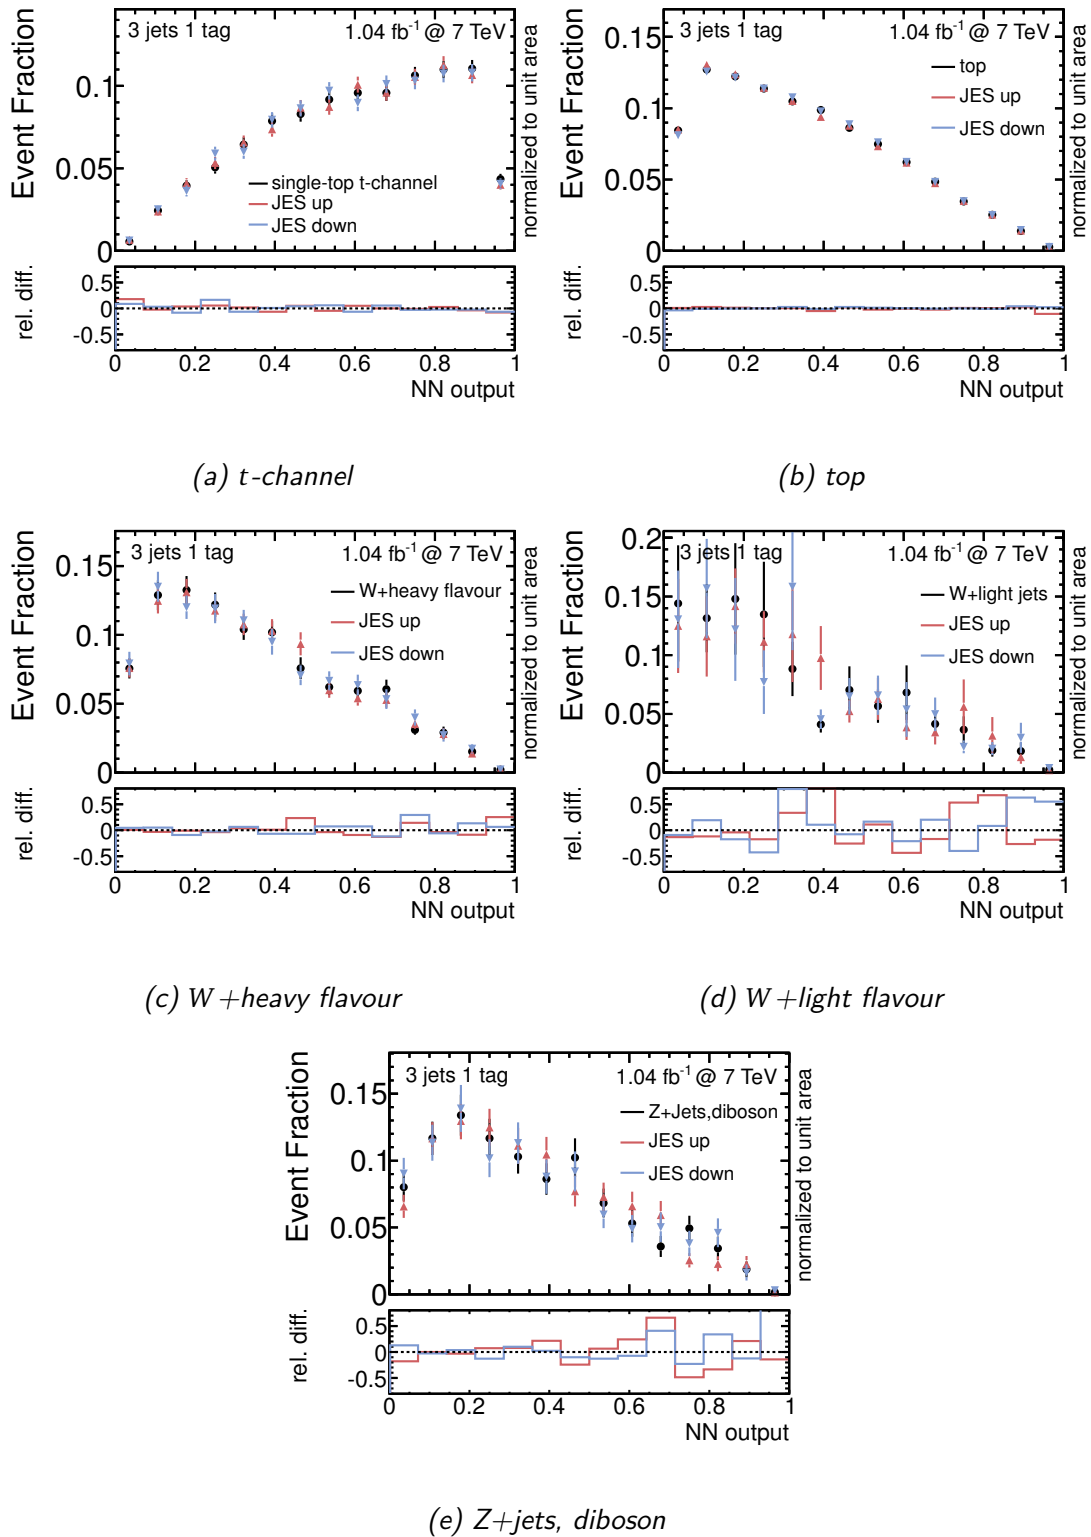 3 jets 1 tag 1.04 fb⁻¹ @ 7 TeV
Event Fraction
normalized to unit area
0.1
0.05
0
single-top t-channel
JES up
JES down
rel. diff.
0.5
0
-0.5
0 0.2 0.4 0.6 0.8 1
NN output
(a) t-channel
3 jets 1 tag 1.04 fb⁻¹ @ 7 TeV
Event Fraction
normalized to unit area
0.15
0.1
0.05
0
top
JES up
JES down
rel. diff.
0.5
0
-0.5
0 0.2 0.4 0.6 0.8 1
NN output
(b) top
3 jets 1 tag 1.04 fb⁻¹ @ 7 TeV
Event Fraction
normalized to unit area
0.15
0.1
0.05
0
W+heavy flavour
JES up
JES down
rel. diff.
0.5
0
-0.5
0 0.2 0.4 0.6 0.8 1
NN output
(c) W+heavy flavour
3 jets 1 tag 1.04 fb⁻¹ @ 7 TeV
Event Fraction
normalized to unit area
0.2
0.15
0.1
0.05
0
W+light jets
JES up
JES down
rel. diff.
0.5
0
-0.5
0 0.2 0.4 0.6 0.8 1
NN output
(d) W+light flavour
3 jets 1 tag 1.04 fb⁻¹ @ 7 TeV
Event Fraction
normalized to unit area
0.15
0.1
0.05
0
Z+Jets,diboson
JES up
JES down
rel. diff.
0.5
0
-0.5
0 0.2 0.4 0.6 0.8 1
NN output
(e) Z+jets, diboson